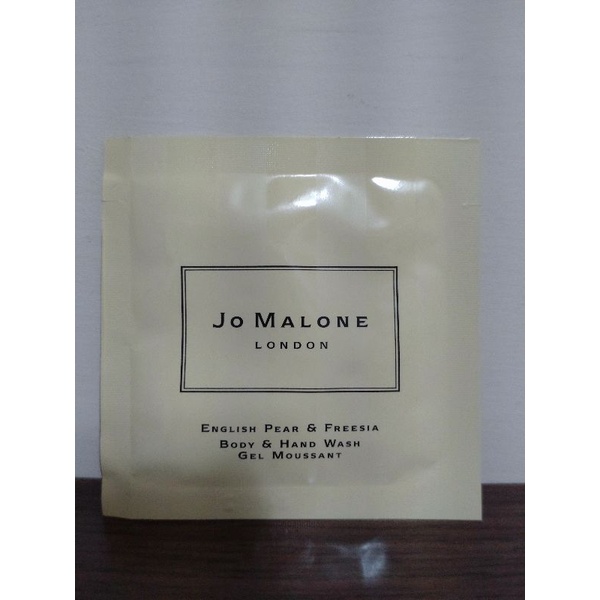 Jo Malone
LONDON
English Pear & Freesia
Body & Hand Wash
Gel Moussant